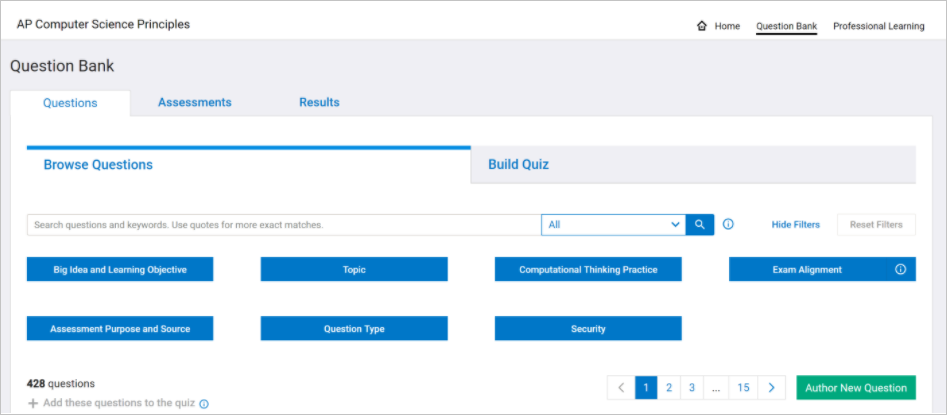 AP Computer Science Principles
Home Question Bank Professional Learning
Question Bank
Questions Assessments Results
Browse Questions Build Quiz
Search questions and keywords. Use quotes for more exact matches. All Hide Filters Reset Filters
Big Idea and Learning Objective Topic Computational Thinking Practice Exam Alignment
Assessment Purpose and Source Question Type Security
428 questions
1 2 3 ... 15 Author New Question
+ Add these questions to the quiz